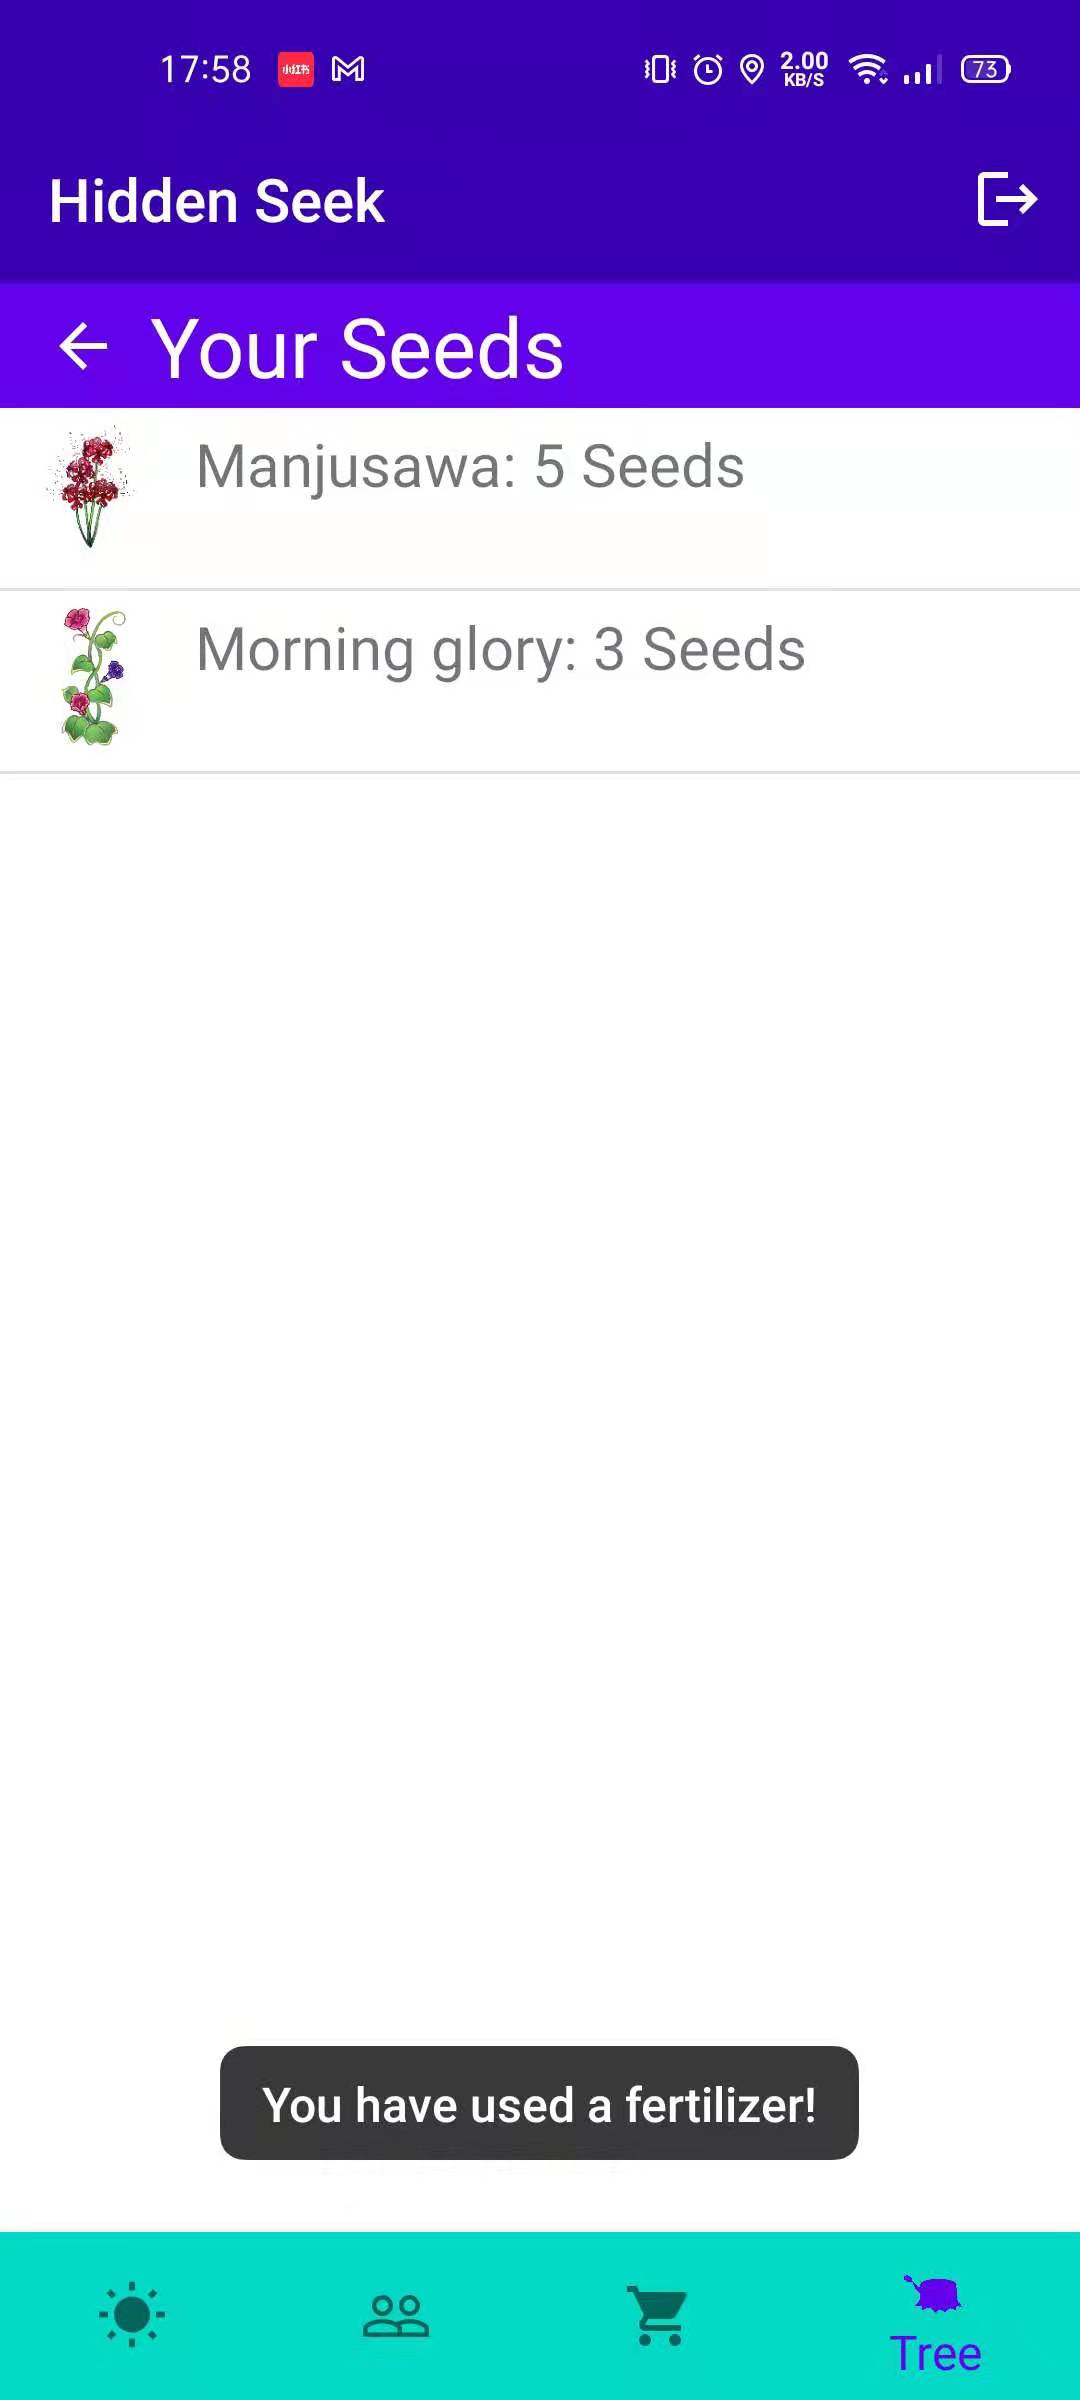 17:58 小红书 2.00 KB/S 73
Hidden Seek
Your Seeds
Manjusawa: 5 Seeds
Morning glory: 3 Seeds
You have used a fertilizer!
Tree